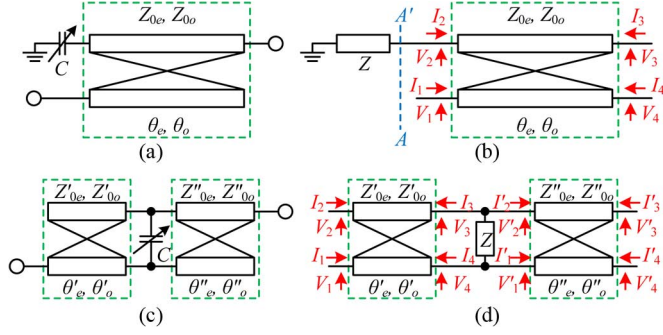 Z0e, Z0o
C
θe, θo
(a)
A′
I2
Z0e, Z0o
I3
Z
V2
V3
I1
I4
V1
V4
A
θe, θo
(b)
Z′0e, Z′0o
Z″0e, Z″0o
C
θ′e, θ′o
θ″e, θ″o
(c)
Z′0e, Z′0o
Z″0e, Z″0o
I2
I3
I′2
I′3
V2
V3
V′2
V′3
Z
I1
I4
I′1
I′4
V1
V4
V′1
V′4
θ′e, θ′o
θ″e, θ″o
(d)